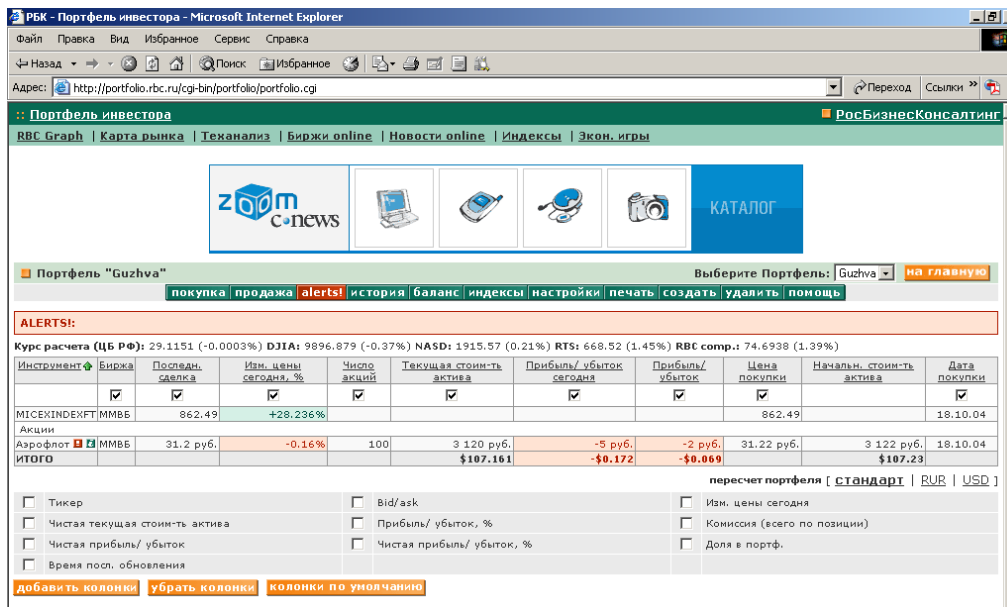 РБК - Портфель инвестора - Microsoft Internet Explorer
Файл Правка Вид Избранное Сервис Справка
Назад Поиск Избранное
Адрес: http://portfolio.rbc.ru/cgi-bin/portfolio/portfolio.cgi Переход Ссылки »
:: Портфель инвестора РосБизнесКонсалтинг
RBC Graph | Карта рынка | Теханализ | Биржи online | Новости online | Индексы | Экон. игры
zoom
c·news
КАТАЛОГ
Портфель "Guzhva" Выберите Портфель: Guzhva на главную
покупка продажа alerts! история баланс индексы настройки печать создать удалить помощь
ALERTS!:
Курс расчета (ЦБ РФ): 29.1151 (-0.0003%) DJIA: 9896.879 (-0.37%) NASD: 1915.57 (0.21%) RTS: 668.52 (1.45%) RBC comp.: 74.6938 (1.39%)
Инструмент Биржа Последн. сделка Изм. цены сегодня, % Число акций Текущая стоим-ть актива Прибыль/ убыток сегодня Прибыль/ убыток Цена покупки Начальн. стоим-ть актива Дата покупки
MICEXINDEXFT ММВБ 862.49 +28.236% 862.49 18.10.04
Акции
Аэрофлот ММВБ 31.2 руб. -0.16% 100 3 120 руб. -5 руб. -2 руб. 31.22 руб. 3 122 руб. 18.10.04
ИТОГО $107.161 -$0.172 -$0.069 $107.23
пересчет портфеля [ стандарт | RUR | USD ]
Тикер Bid/ask Изм. цены сегодня
Чистая текущая стоим-ть актива Прибыль/ убыток, % Комиссия (всего по позиции)
Чистая прибыль/ убыток Чистая прибыль/ убыток, % Доля в портф.
Время посл. обновления
добавить колонки убрать колонки колонки по умолчанию